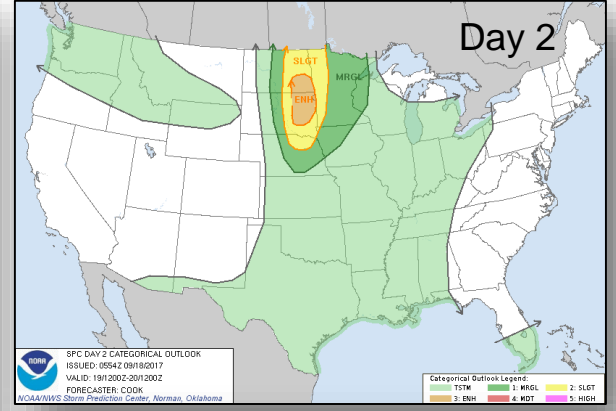 Day 2
SLGT
MRGL
ENH
NOAA
SPC DAY 2 CATEGORICAL OUTLOOK
ISSUED: 0554Z 09/18/2017
VALID: 19/1200Z-20/1200Z
FORECASTER: COOK
NOAA/NWS Storm Prediction Center, Norman, Oklahoma
Categorical Outlook Legend:
TSTM 1: MRGL 2: SLGT
3: ENH 4: MDT 5: HIGH